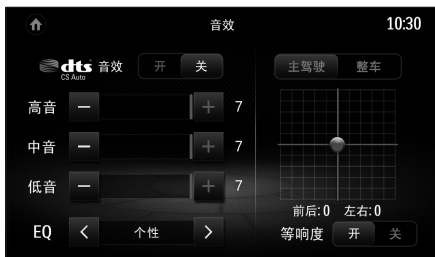 音效 10:30
dts 音效 开 关
CS Auto
主驾驶 整车
高音 − + 7
中音 − + 7
低音 − + 7
前后:0 左右:0
EQ < 个性 >
等响度 开 关